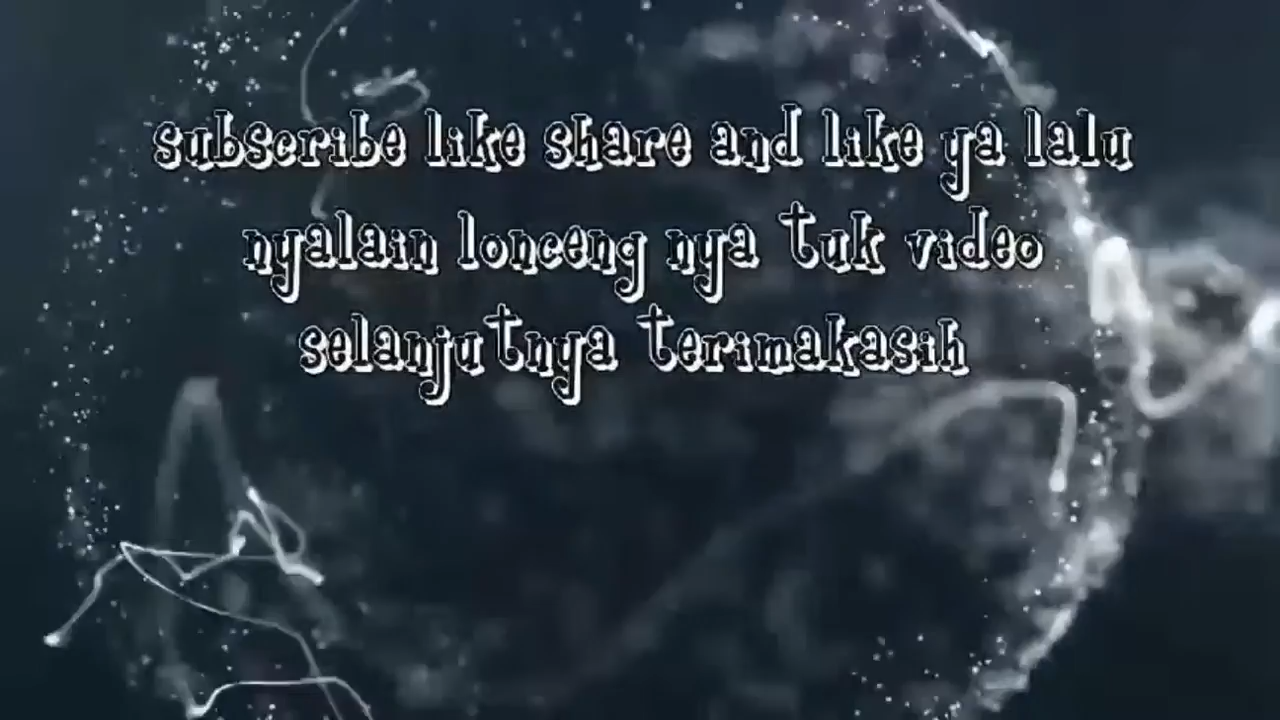 subscribe like share and like ya lalu
nyalain lonceng nya tuk video
selanjutnya terimakasih